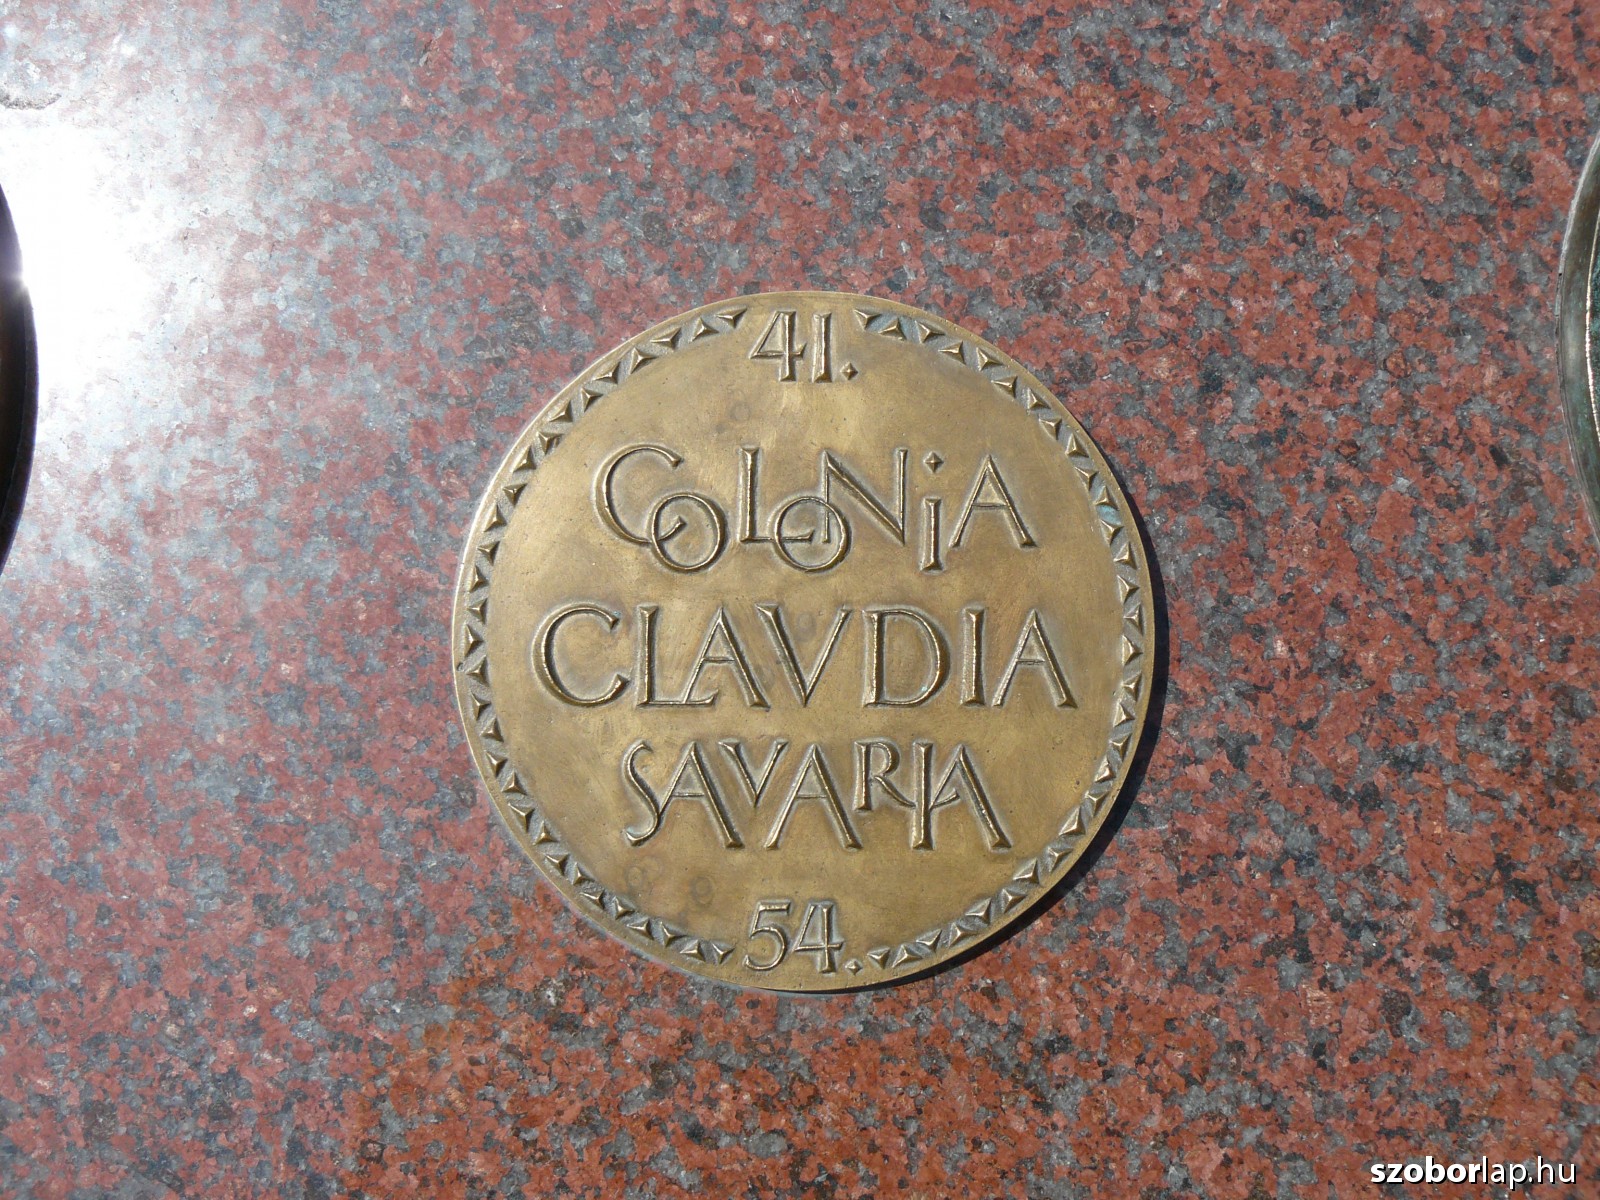 41.
COLONiA
CLAVDIA
SAVARIA
54.
szoborlap.hu